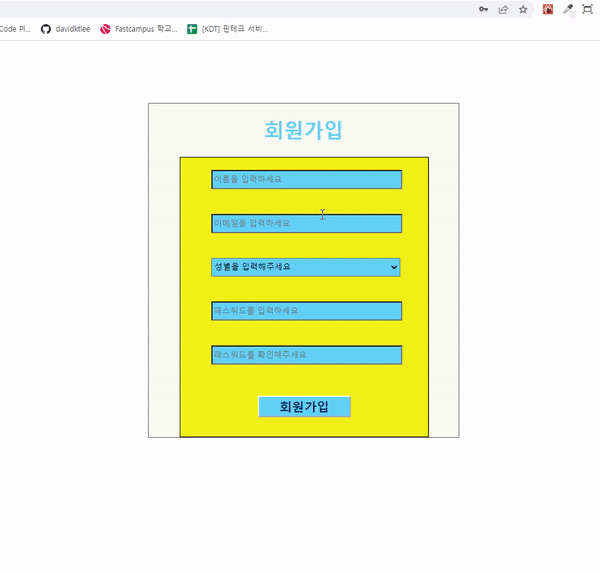 Code Pl... davidktlee Fastcampus 학교... [KDT] 핀테크 서비...
회원가입
이름을 입력하세요
이메일을 입력하세요
성별을 입력해주세요
패스워드를 입력하세요
패스워드를 확인해주세요
회원가입